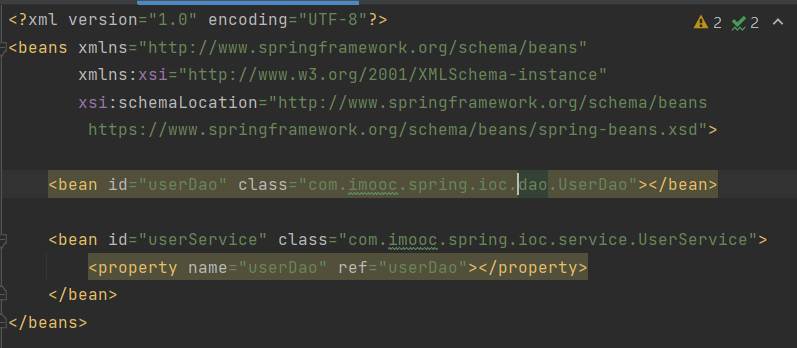 <?xml version="1.0" encoding="UTF-8"?>
2 2
<beans xmlns="http://www.springframework.org/schema/beans"
xmlns:xsi="http://www.w3.org/2001/XMLSchema-instance"
xsi:schemaLocation="http://www.springframework.org/schema/beans
https://www.springframework.org/schema/beans/spring-beans.xsd">
<bean id="userDao" class="com.imooc.spring.ioc.dao.UserDao"></bean>
<bean id="userService" class="com.imooc.spring.ioc.service.UserService">
<property name="userDao" ref="userDao"></property>
</bean>
</beans>